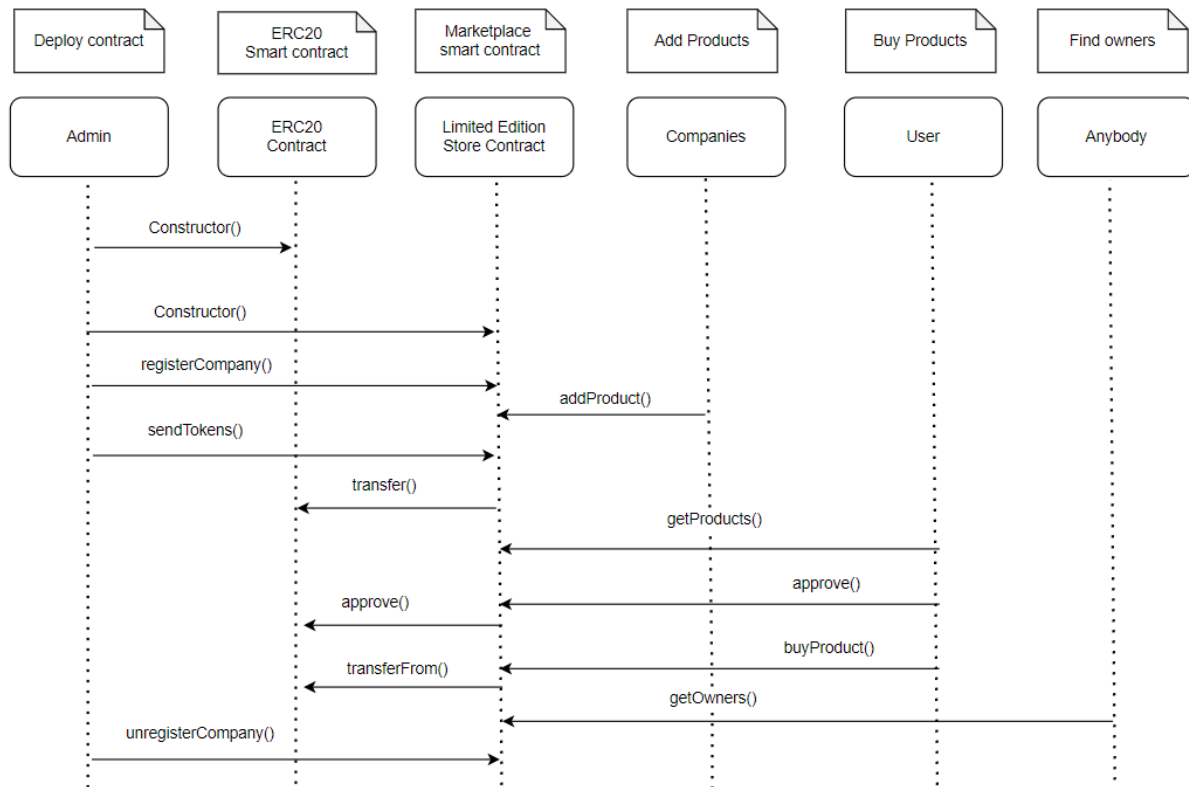 Deploy contract
ERC20
Smart contract
Marketplace
smart contract
Add Products
Buy Products
Find owners
Admin
ERC20
Contract
Limited Edition
Store Contract
Companies
User
Anybody
Constructor()
Constructor()
registerCompany()
addProduct()
sendTokens()
transfer()
getProducts()
approve()
approve()
buyProduct()
transferFrom()
getOwners()
unregisterCompany()